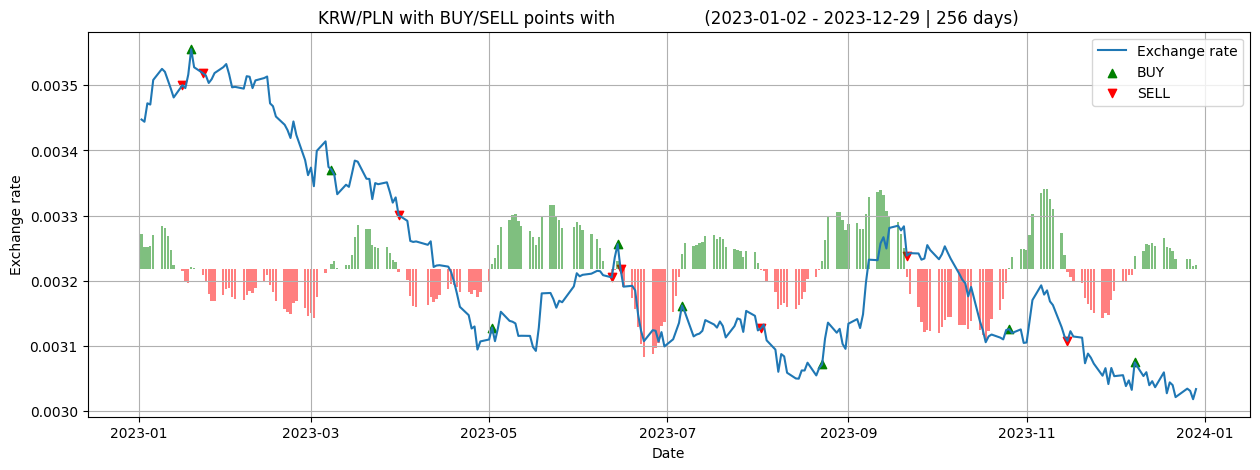 KRW/PLN with BUY/SELL points with (2023-01-02 - 2023-12-29 | 256 days)
Exchange rate
BUY
SELL
0.0035
0.0034
0.0033
0.0032
0.0031
0.0030
Exchange rate
2023-01
2023-03
2023-05
2023-07
2023-09
2023-11
2024-01
Date